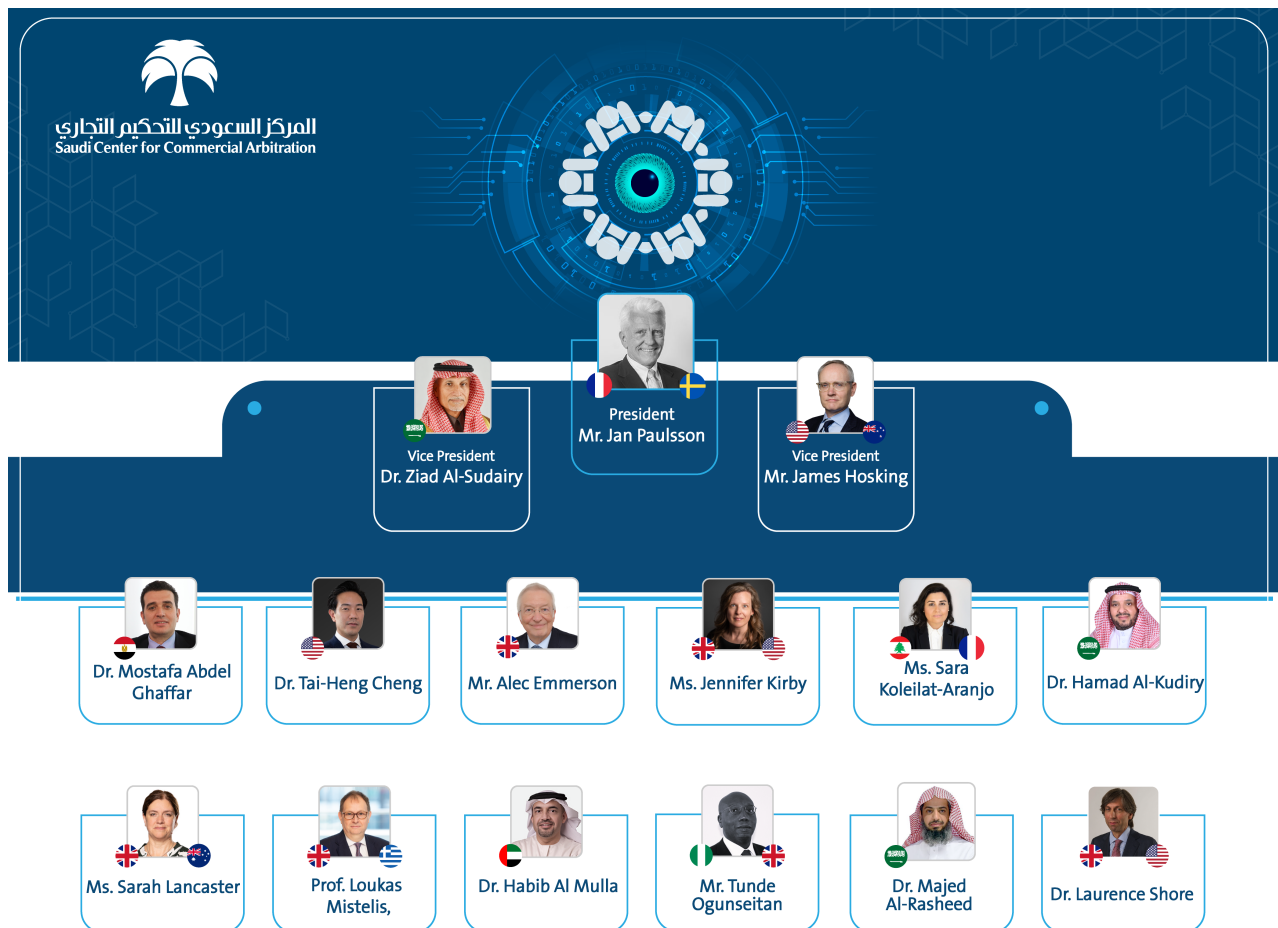 المركز السعودي للتحكيم التجاري
Saudi Center for Commercial Arbitration
President
Mr. Jan Paulsson
Vice President
Dr. Ziad Al-Sudairy
Vice President
Mr. James Hosking
Dr. Mostafa Abdel
Ghaffar
Dr. Tai-Heng Cheng
Mr. Alec Emmerson
Ms. Jennifer Kirby
Ms. Sara
Koleilat-Aranjo
Dr. Hamad Al-Kudiry
Ms. Sarah Lancaster
Prof. Loukas
Mistelis,
Dr. Habib Al Mulla
Mr. Tunde
Ogunseitan
Dr. Majed
Al-Rasheed
Dr. Laurence Shore